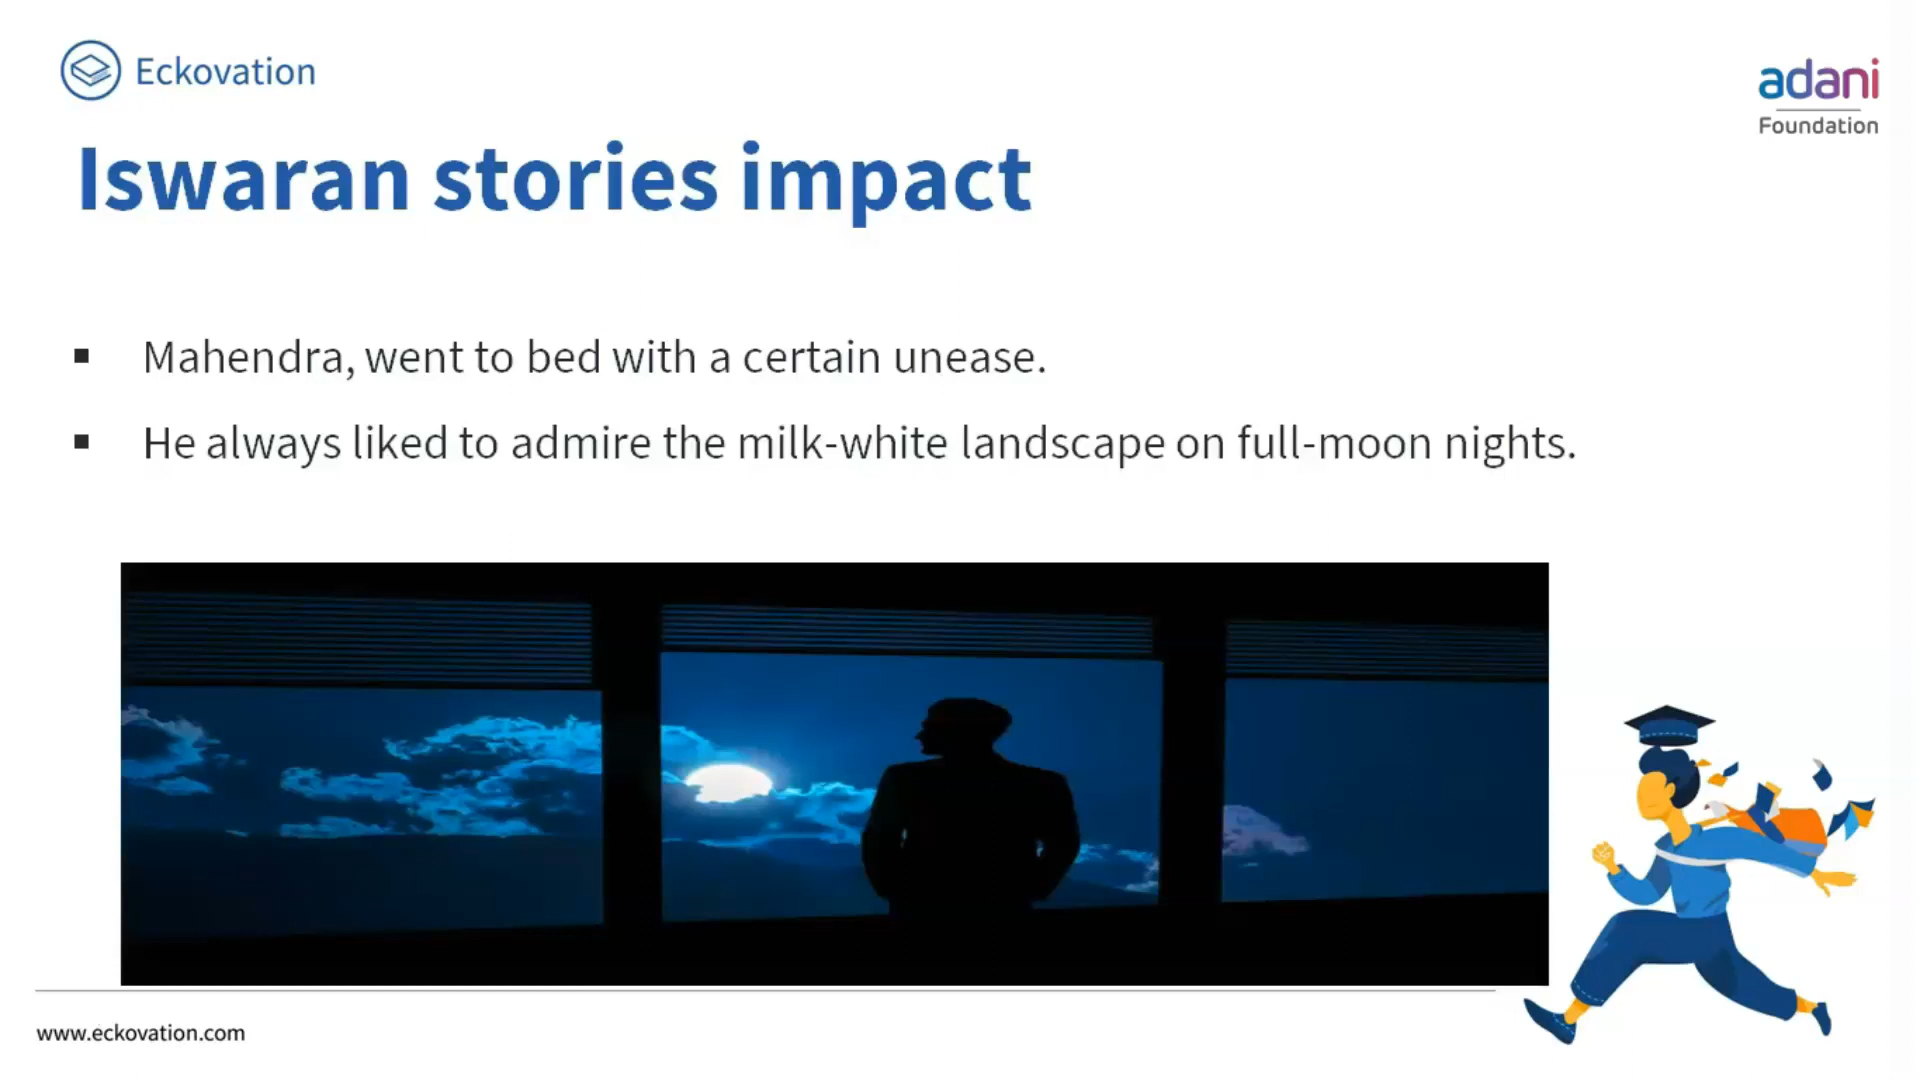 Eckovation
adani
Foundation
Iswaran stories impact
▪ Mahendra, went to bed with a certain unease.
▪ He always liked to admire the milk-white landscape on full-moon nights.
www.eckovation.com